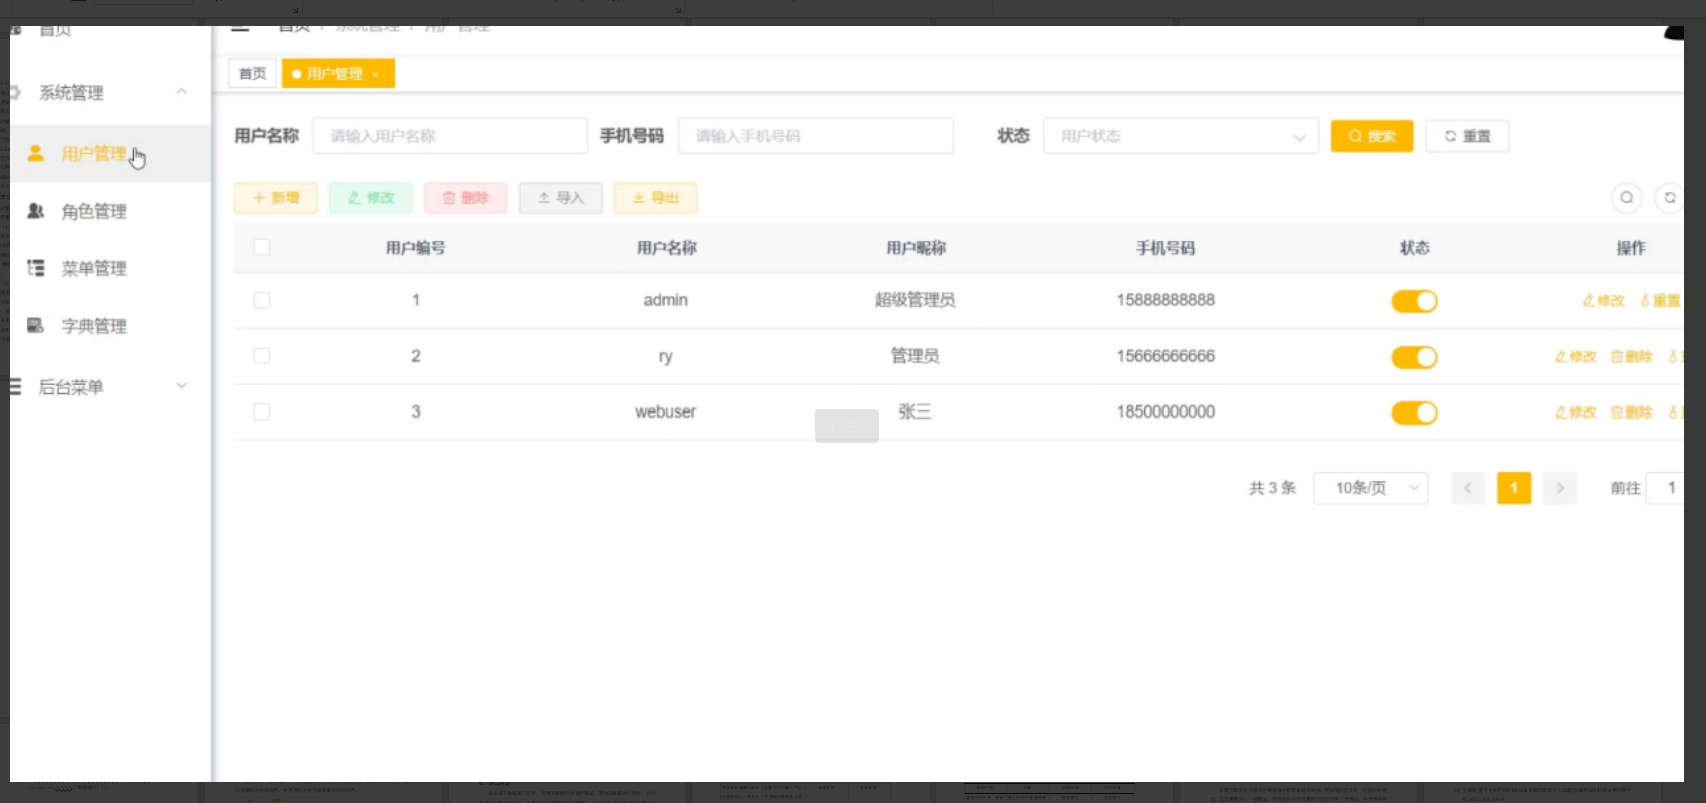 首页
首页 / 系统管理 / 用户管理
首页
用户管理 ×
系统管理
用户管理
角色管理
菜单管理
字典管理
后台菜单
用户名称 请输入用户名称 手机号码 请输入手机号码 状态 用户状态 搜索 重置
+ 新增 修改 删除 导入 导出
用户编号 用户名称 用户昵称 手机号码 状态 操作
1 admin 超级管理员 15888888888 修改 重置
2 ry 管理员 15666666666 修改 删除
3 webuser 张三 18500000000 修改 删除
共 3 条 10条/页 < 1 > 前往 1